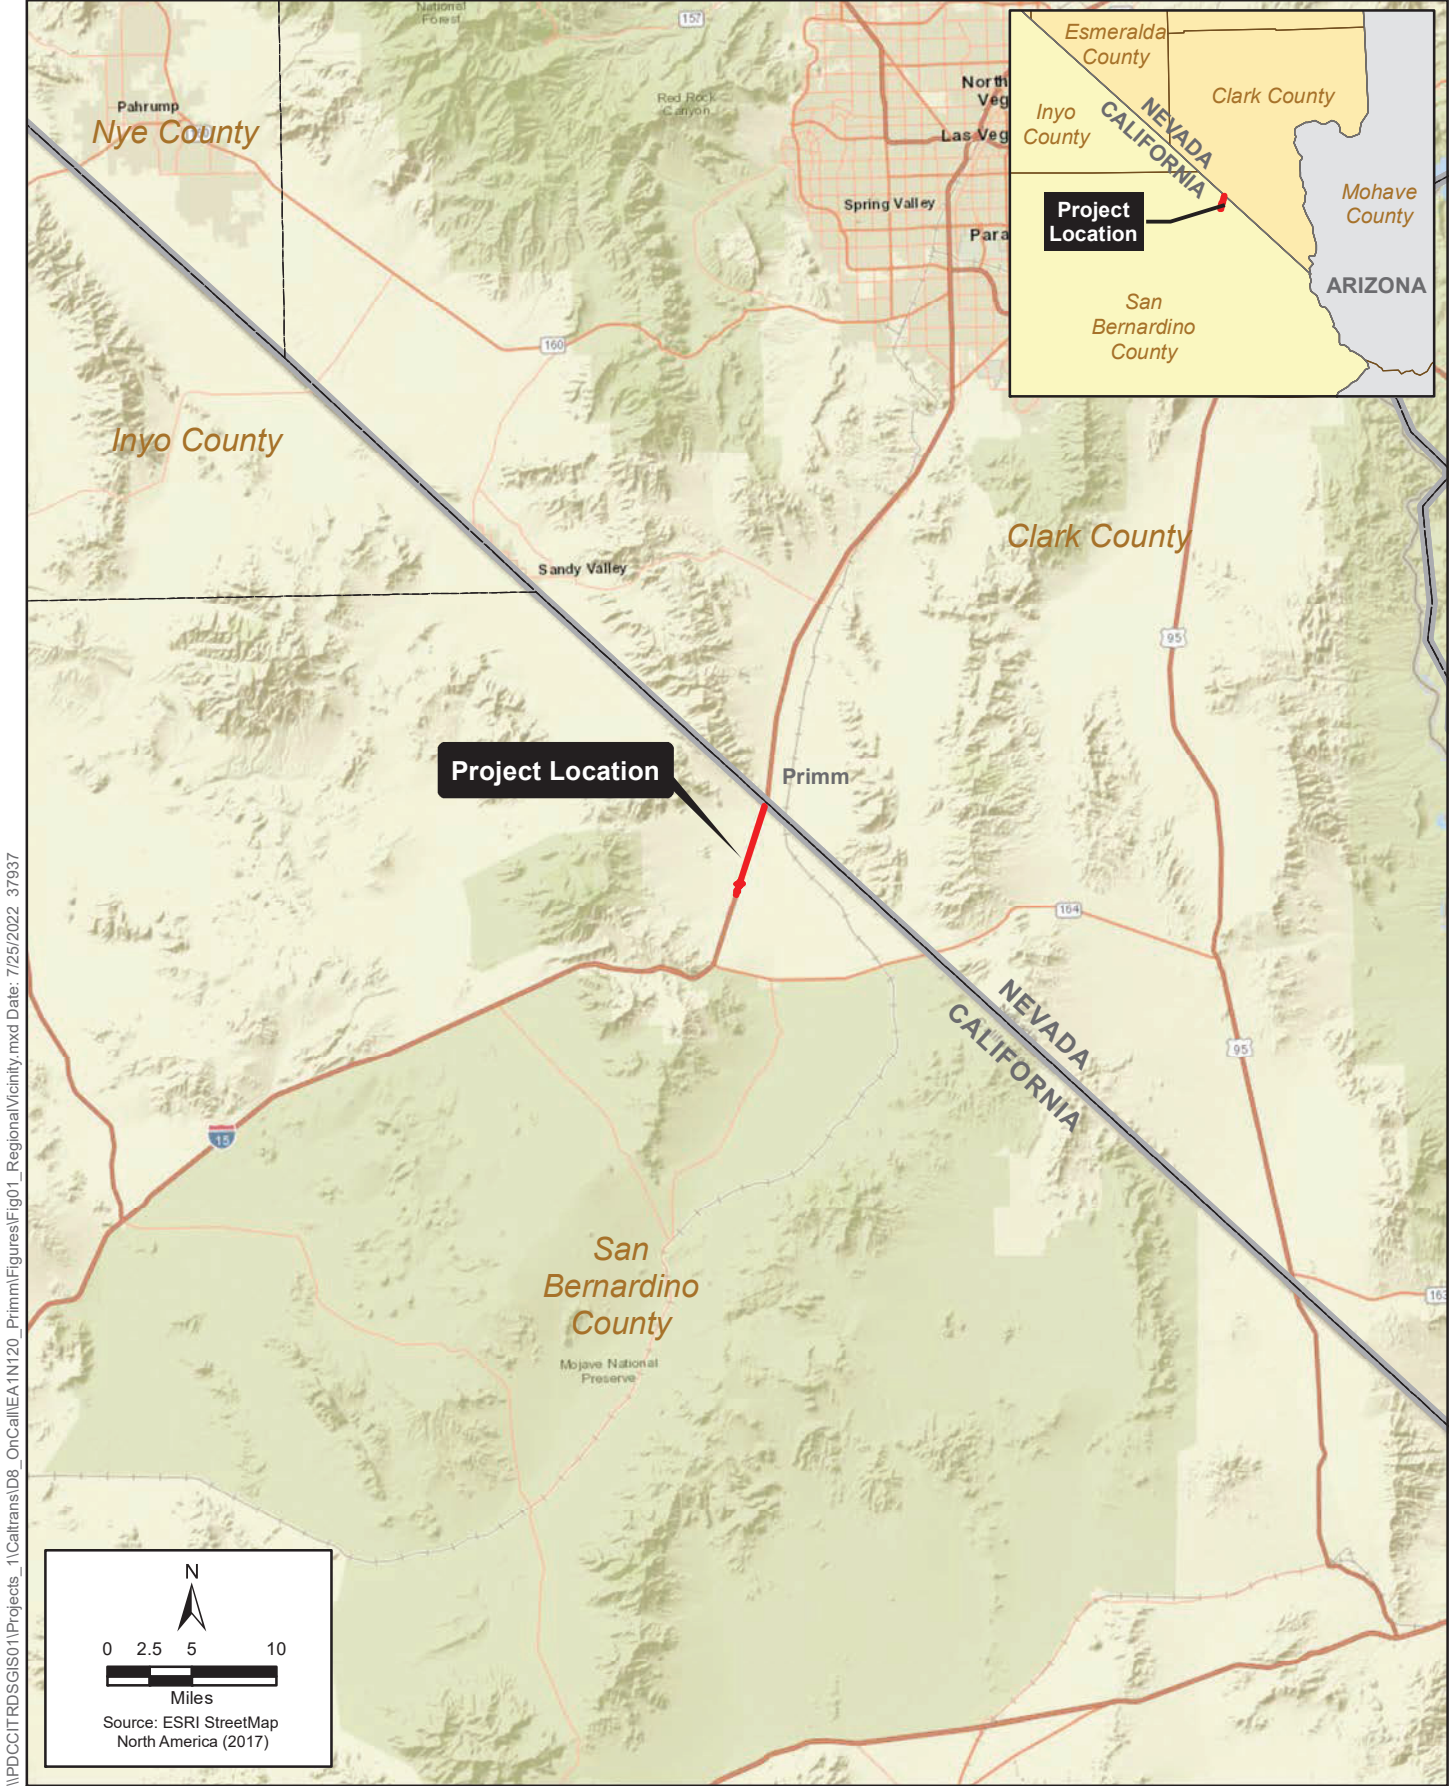 National
Forest
157
Pahrump
Nye County
160
Red Rock
Canyon
North
Veg
Las Veg
Spring Valley
Para
Esmeralda
County
Clark County
Inyo
County
NEVADA
CALIFORNIA
Mohave
County
Project
Location
ARIZONA
San
Bernardino
County
160
Inyo County
Clark County
Sandy Valley
95
Project Location
Primm
164
NEVADA
CALIFORNIA
95
15
San
Bernardino
County
163
Mojave National
Preserve
N
0 2.5 5 10
Miles
Source: ESRI StreetMap
North America (2017)
\\PDCCITRDSGIS01\Projects_1\Caltrans\D8_OnCall\EA1N120_Primm\Figures\Fig01_RegionalVicinity.mxd Date: 7/25/2022 37937